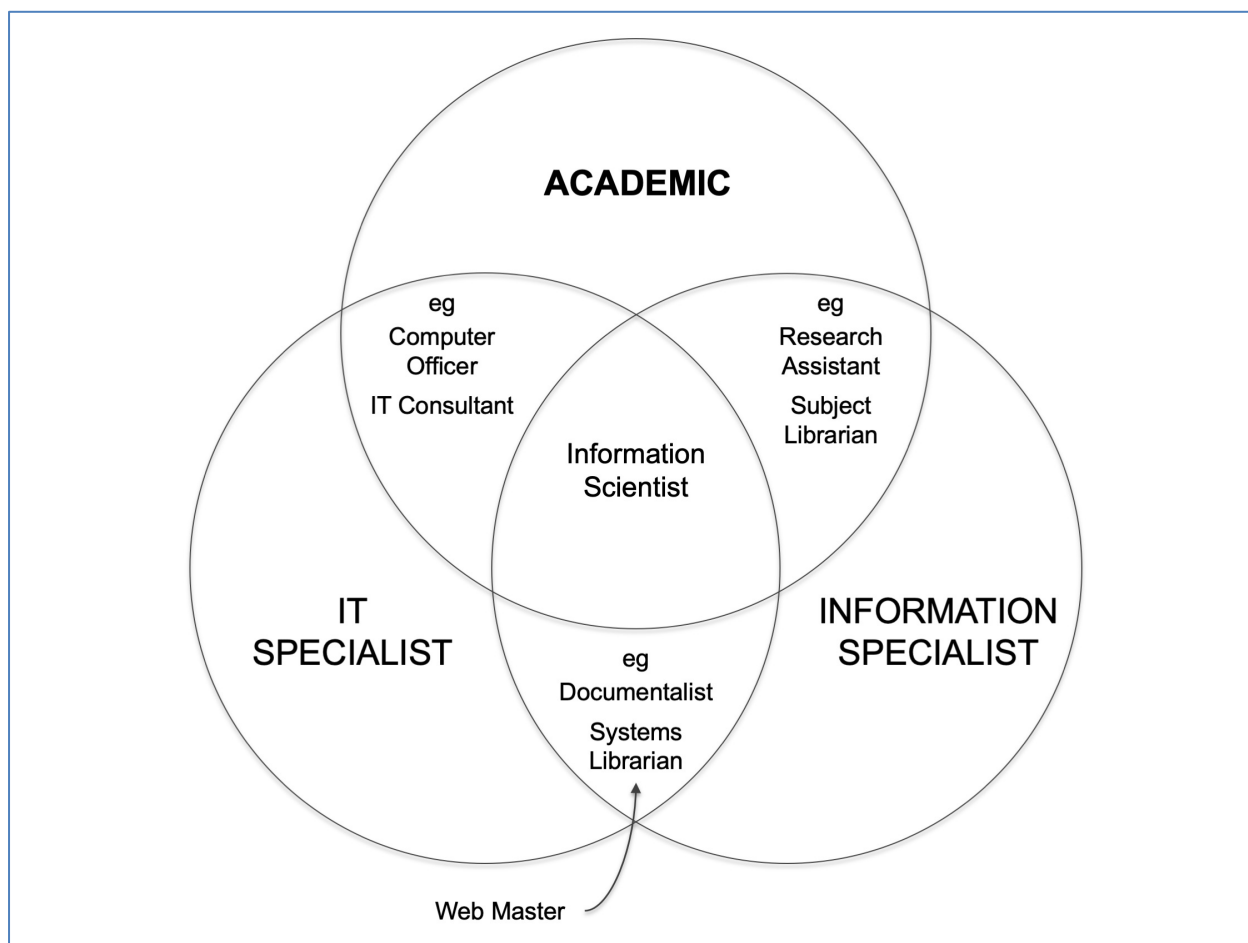 ACADEMIC
eg
Computer
Officer
IT Consultant
eg
Research
Assistant
Subject
Librarian
Information
Scientist
IT
SPECIALIST
INFORMATION
SPECIALIST
eg
Documentalist
Systems
Librarian
Web Master